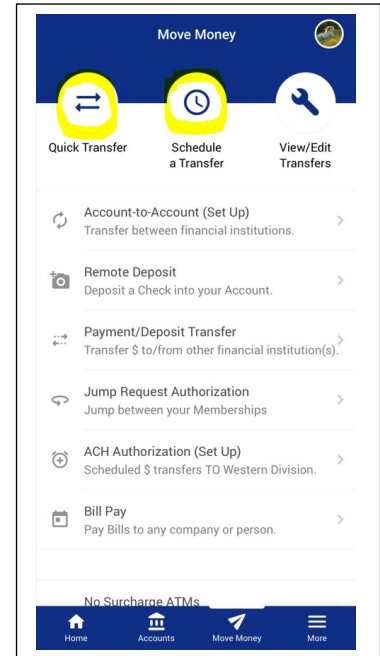 Move Money
Quick Transfer
Schedule
a Transfer
View/Edit
Transfers
Account-to-Account (Set Up)
Transfer between financial institutions.
Remote Deposit
Deposit a Check into your Account.
Payment/Deposit Transfer
Transfer $ to/from other financial institution(s).
Jump Request Authorization
Jump between your Memberships
ACH Authorization (Set Up)
Scheduled $ transfers TO Western Division.
Bill Pay
Pay Bills to any company or person.
No Surcharge ATMs
Home
Accounts
Move Money
More